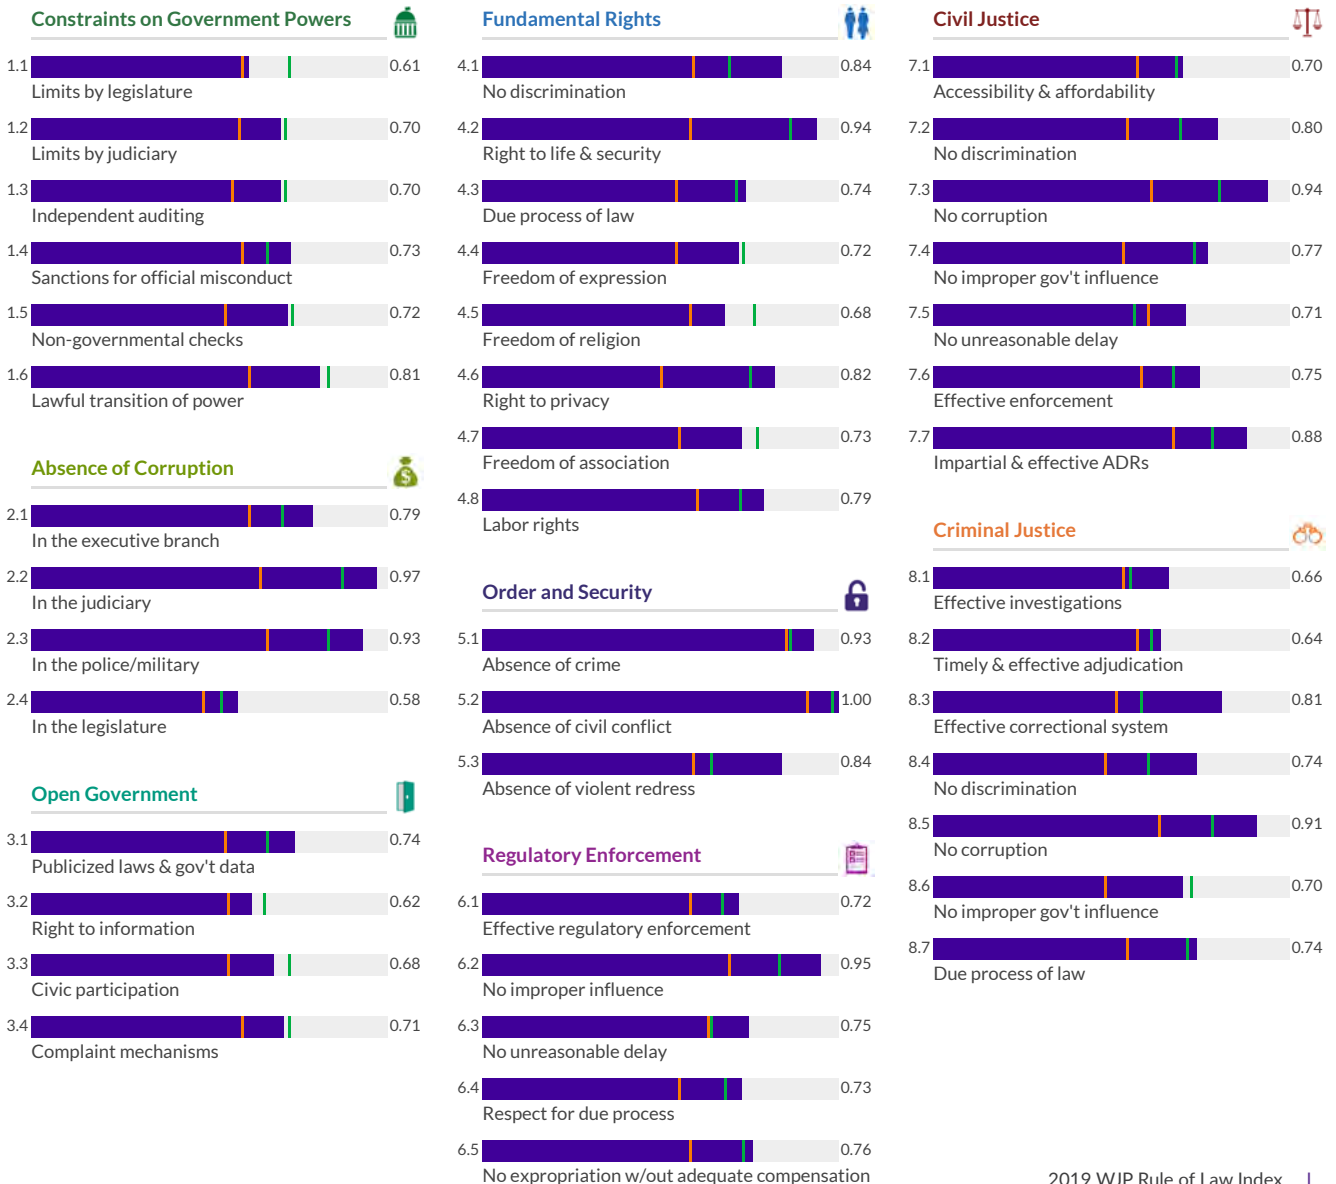 Constraints on Government Powers
1.1 0.61
Limits by legislature
1.2 0.70
Limits by judiciary
1.3 0.70
Independent auditing
1.4 0.73
Sanctions for official misconduct
1.5 0.72
Non-governmental checks
1.6 0.81
Lawful transition of power
Absence of Corruption
2.1 0.79
In the executive branch
2.2 0.97
In the judiciary
2.3 0.93
In the police/military
2.4 0.58
In the legislature
Open Government
3.1 0.74
Publicized laws & gov't data
3.2 0.62
Right to information
3.3 0.68
Civic participation
3.4 0.71
Complaint mechanisms
Fundamental Rights
4.1 0.84
No discrimination
4.2 0.94
Right to life & security
4.3 0.74
Due process of law
4.4 0.72
Freedom of expression
4.5 0.68
Freedom of religion
4.6 0.82
Right to privacy
4.7 0.73
Freedom of association
4.8 0.79
Labor rights
Order and Security
5.1 0.93
Absence of crime
5.2 1.00
Absence of civil conflict
5.3 0.84
Absence of violent redress
Regulatory Enforcement
6.1 0.72
Effective regulatory enforcement
6.2 0.95
No improper influence
6.3 0.75
No unreasonable delay
6.4 0.73
Respect for due process
6.5 0.76
No expropriation w/out adequate compensation
Civil Justice
7.1 0.70
Accessibility & affordability
7.2 0.80
No discrimination
7.3 0.94
No corruption
7.4 0.77
No improper gov't influence
7.5 0.71
No unreasonable delay
7.6 0.75
Effective enforcement
7.7 0.88
Impartial & effective ADRs
Criminal Justice
8.1 0.66
Effective investigations
8.2 0.64
Timely & effective adjudication
8.3 0.81
Effective correctional system
8.4 0.74
No discrimination
8.5 0.91
No corruption
8.6 0.70
No improper gov't influence
8.7 0.74
Due process of law
2019 WJP Rule of Law Index |